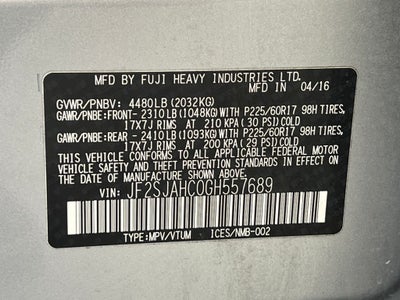 MFD. BY FUJI HEAVY INDUSTRIES LTD. 04/16
GVWR/PNBV: 4480LB(2032KG)
GAWR/PNBE:FRONT- 2310LB(1048KG)WITH P225/60R17 98H TIRES,
17X7J RIMS AT 210 KPA (30 PSI)COLD
GAWR/PNBE:REAR - 2410LB(1093KG)WITH P225/60R17 98H TIRES,
17X7J RIMS AT 200 KPA (29 PSI)COLD
THIS VEHICLE CONFORMS TO ALL APPLICABLE FEDERAL MOTOR
VEHICLE SAFETY AND THEFT PREVENTION STANDARDS IN EFFECT
ON THE DATE OF MANUFACTURE SHOWN ABOVE.
VIN: JF2SJAHC0GH557689
TYPE:MPV/VTUM ICES/NMB-002